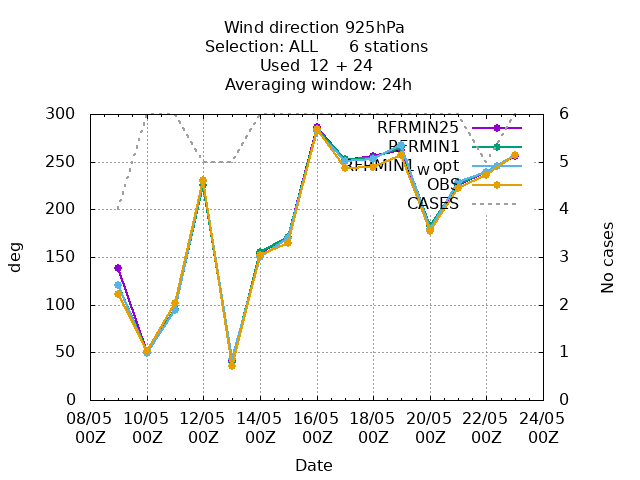 Wind direction 925hPa
Selection: ALL 6 stations
Used 12 + 24
Averaging window: 24h
300
250
200
150
100
50
0
6
5
4
3
2
1
0
deg
No cases
RFRMIN25
RFRMIN1
RFRMIN1_W opt
OBS
CASES
08/05 10/05 12/05 14/05 16/05 18/05 20/05 22/05 24/05
00Z 00Z 00Z 00Z 00Z 00Z 00Z 00Z 00Z
Date